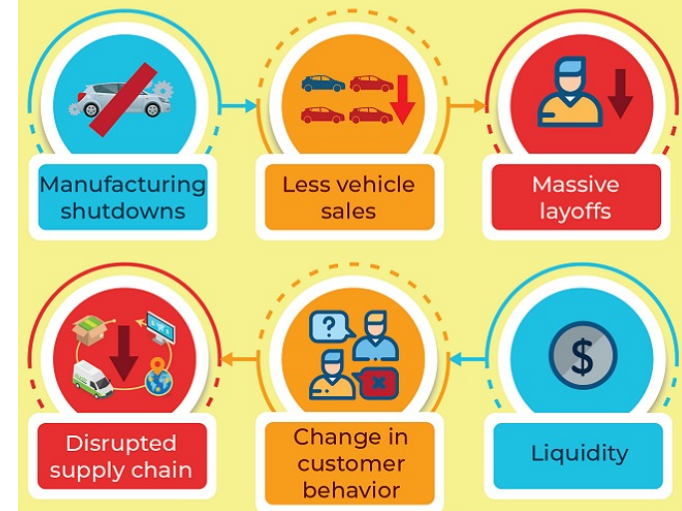 Manufacturing
shutdowns
Less vehicle
sales
Massive
layoffs
?
$
Disrupted
supply chain
Change in
customer
behavior
Liquidity